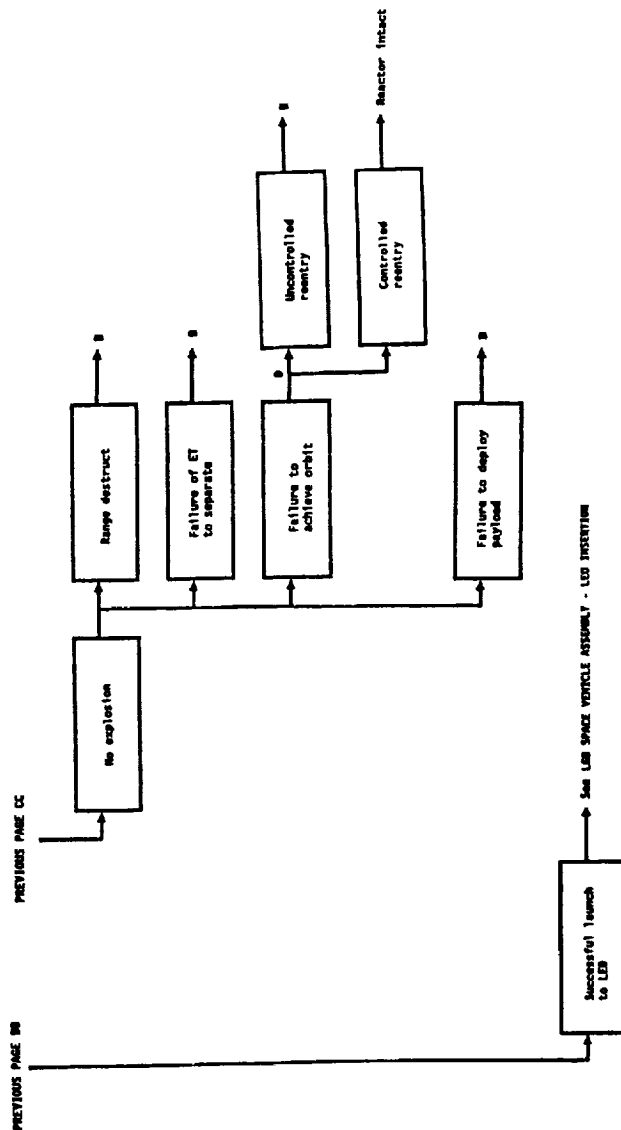 PREVIOUS PAGE CC
No explosion
Range destruct
Failure of ET
to separate
Failure to
achieve orbit
Uncontrolled
reentry
Controlled
reentry
Reactor intact
Failure to deploy
payload
PREVIOUS PAGE
Successful launch
to LEO
See LAB SPACE VEHICLE ASSEMBLY - LEO INSERTION